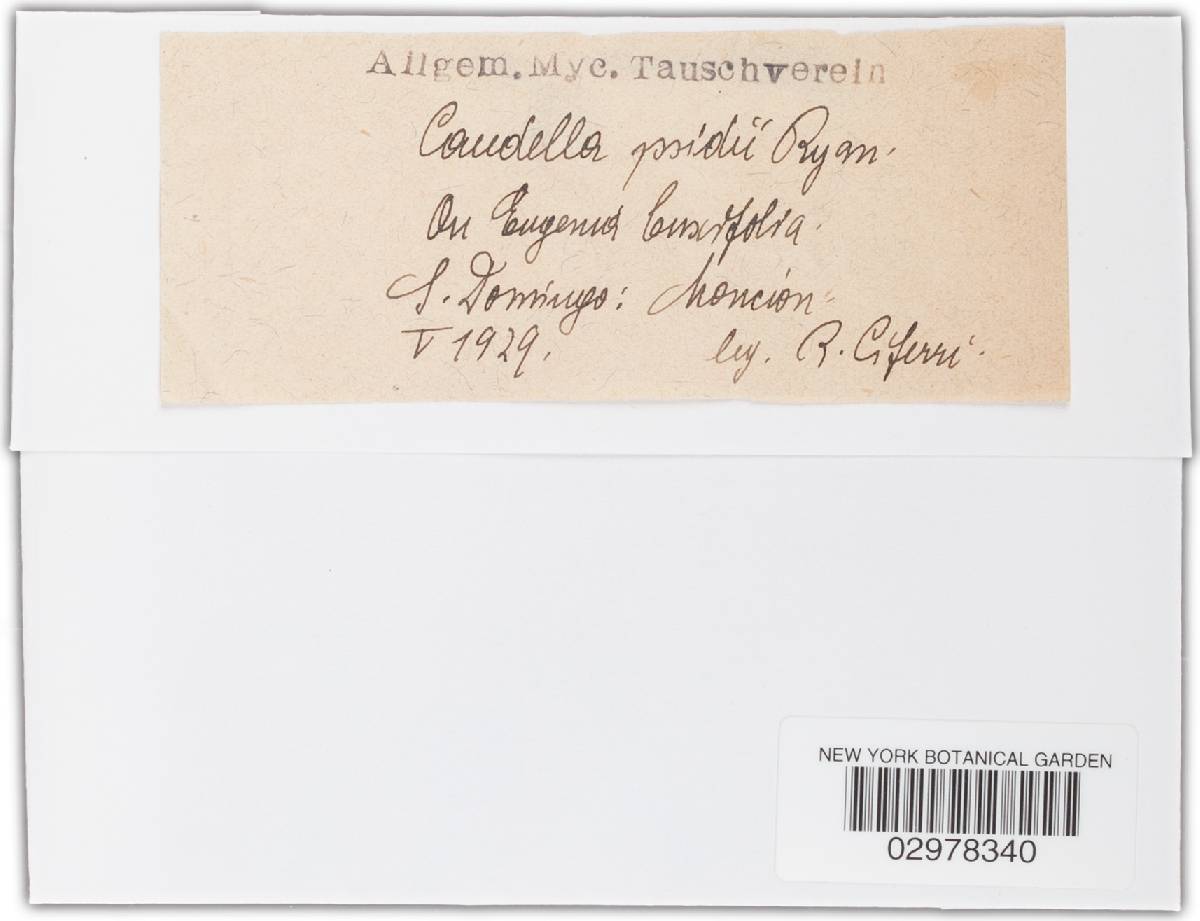 Allgem. Myc. Tauschverein
Caudella psidii Ryan.
On Eugenia buxifolia.
S. Domingo: Moncion
V 1929. leg. R. Ciferri.
NEW YORK BOTANICAL GARDEN
02978340